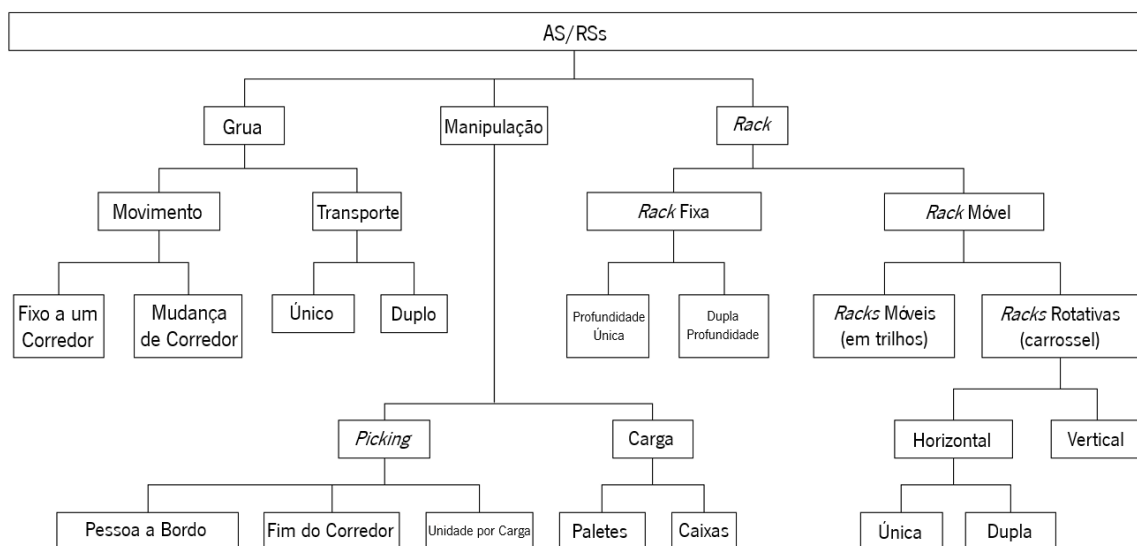 AS/RSs
Grua
Manipulação
Rack
Movimento
Transporte
Rack Fixa
Rack Móvel
Fixo a um
Corredor
Mudança
de Corredor
Único
Duplo
Profundidade
Única
Dupla
Profundidade
Racks Móveis
(em trilhos)
Racks Rotativas
(carrossel)
Picking
Carga
Horizontal
Vertical
Pessoa a Bordo
Fim do Corredor
Unidade por Carga
Paletes
Caixas
Única
Dupla